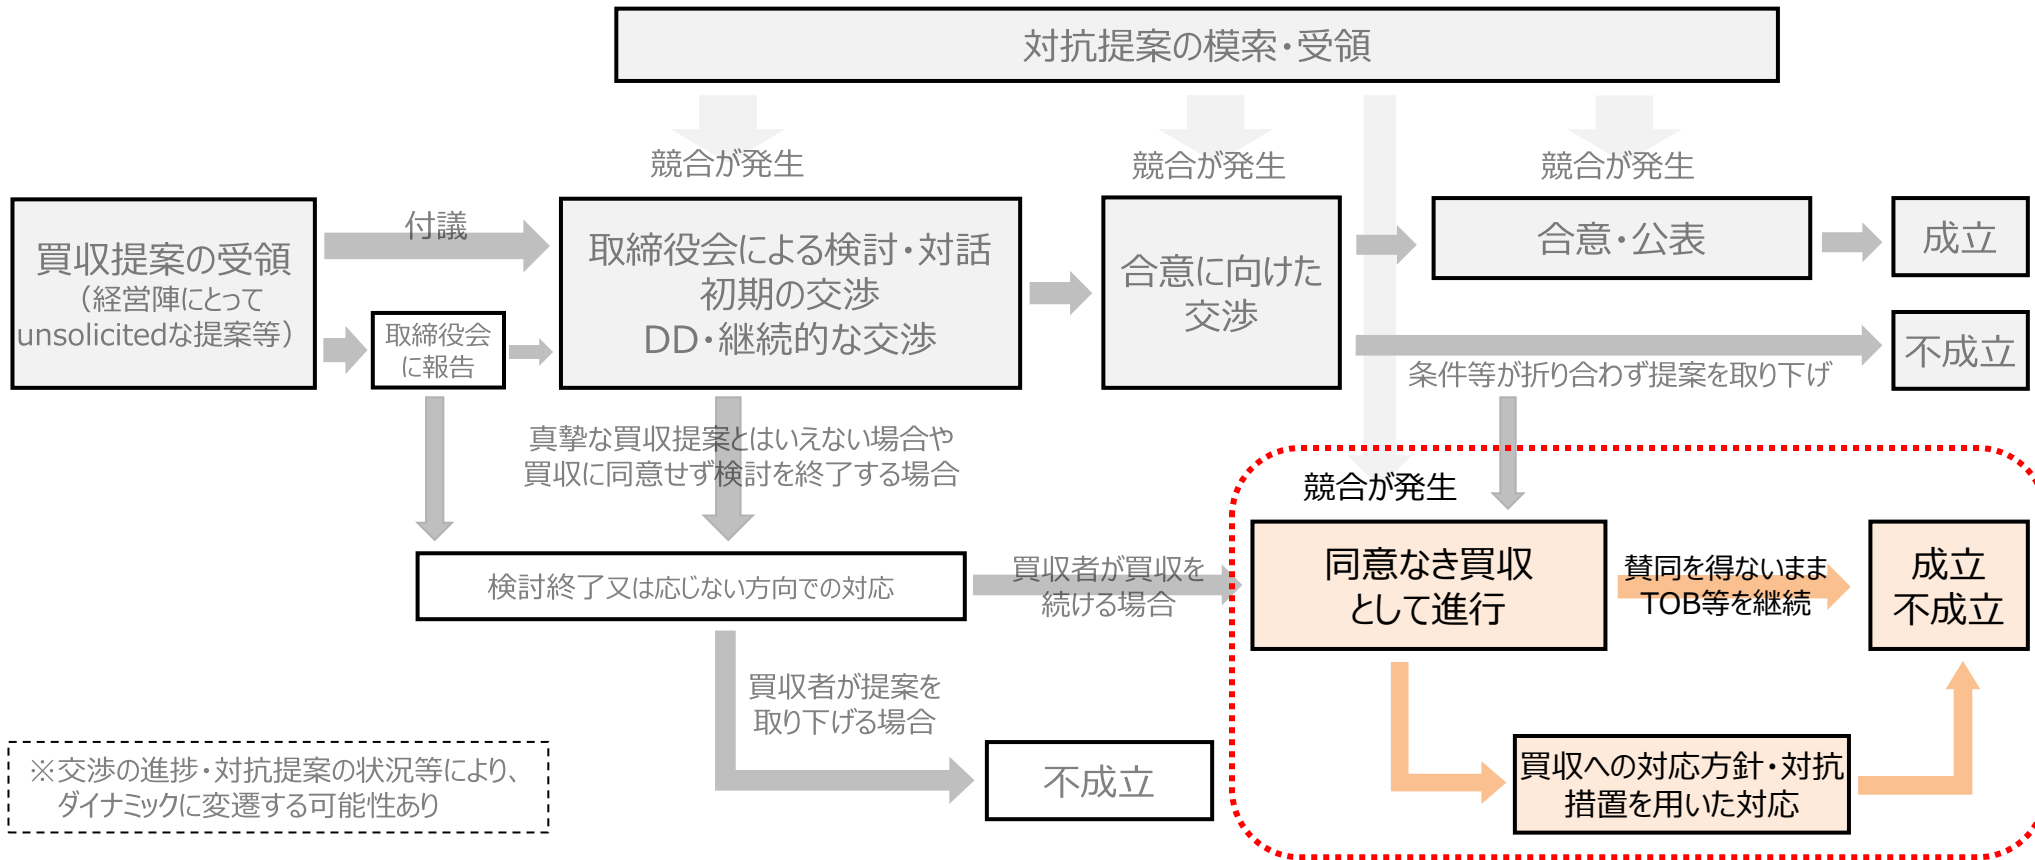 対抗提案の模索・受領
競合が発生
競合が発生
競合が発生
買収提案の受領
（経営陣にとって
unsolicitedな提案等）
付議
取締役会
に報告
取締役会による検討・対話
初期の交渉
DD・継続的な交渉
合意に向けた
交渉
合意・公表
成立
不成立
条件等が折り合わず提案を取り下げ
真摯な買収提案とはいえない場合や
買収に同意せず検討を終了する場合
競合が発生
検討終了又は応じない方向での対応
買収者が買収を
続ける場合
同意なき買収
として進行
賛同を得ないまま
TOB等を継続
成立
不成立
買収者が提案を
取り下げる場合
不成立
買収への対応方針・対抗
措置を用いた対応
※交渉の進捗・対抗提案の状況等により、
ダイナミックに変遷する可能性あり